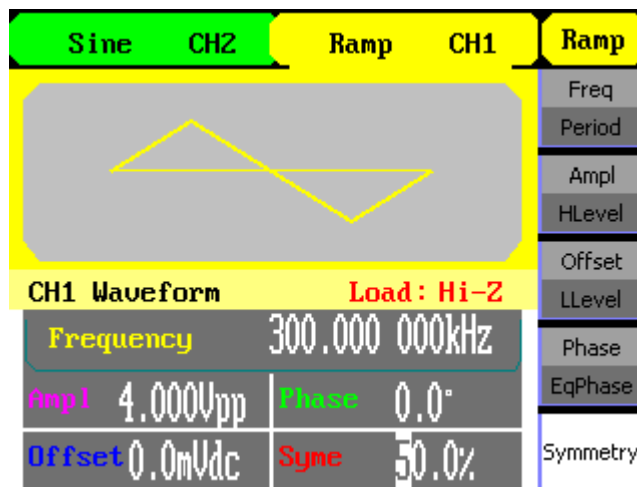 Sine CH2 Ramp CH1 Ramp
Freq
Period
Ampl
HLevel
Offset
LLevel
Phase
EqPhase
Symmetry
CH1 Waveform Load:Hi-Z
Frequency 300.000 000kHz
Ampl 4.000Vpp Phase 0.0°
Offset 0.0mVdc Syme 50.0%